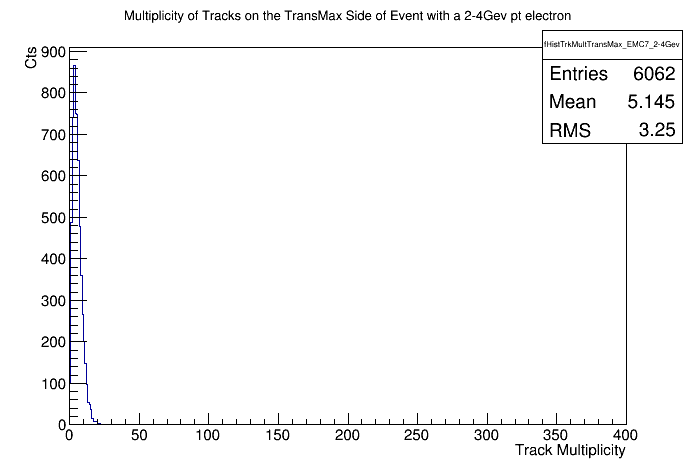 Multiplicity of Tracks on the TransMax Side of Event with a 2-4Gev pt electron
Cts
fHistTrkMultTransMax_EMC7_2-4Gev
Entries 6062
Mean 5.145
RMS 3.25
900
800
700
600
500
400
300
200
100
0
0 50 100 150 200 250 300 350 400
Track Multiplicity